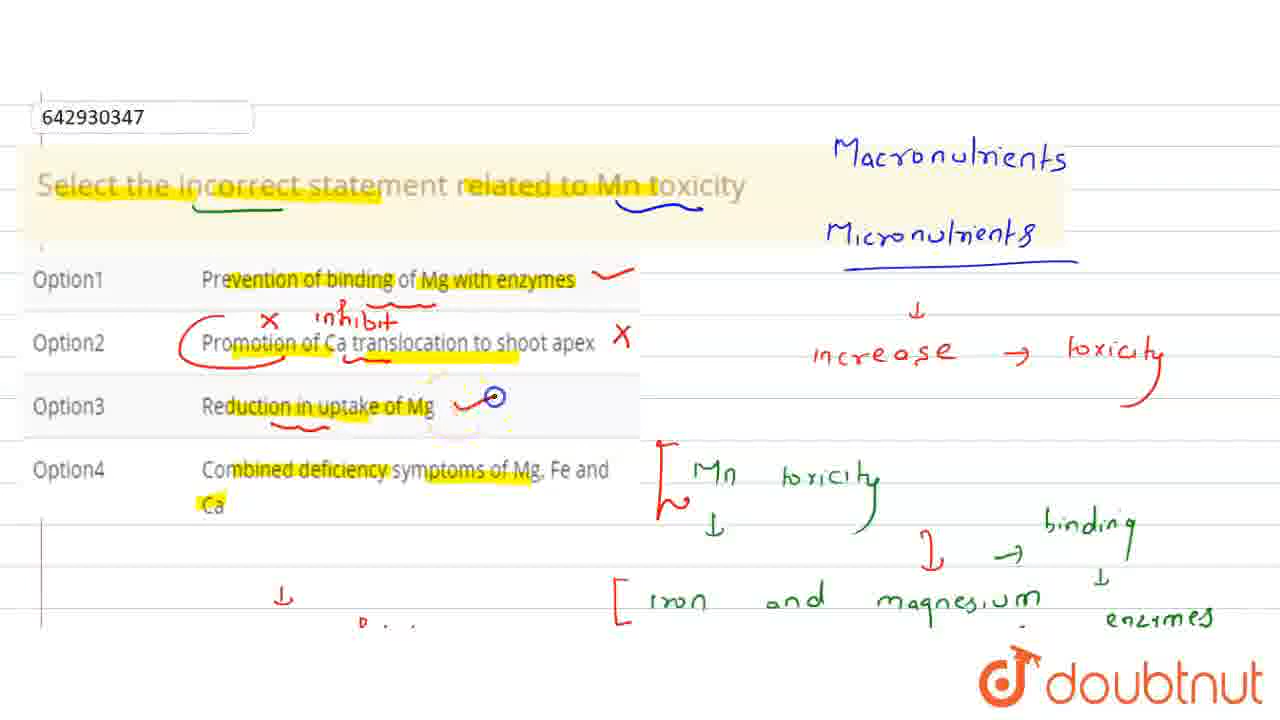 642930347
Select the incorrect statement related to Mn toxicity
Macronutrients
Micronutrients
Option1 Prevention of binding of Mg with enzymes
x inhibit
Option2 Promotion of Ca translocation to shoot apex x
increase → toxicity
Option3 Reduction in uptake of Mg
Option4 Combined deficiency symptoms of Mg, Fe and
Ca
Mn toxicity
→ binding
iron and magnesium
enzymes
doubtnut